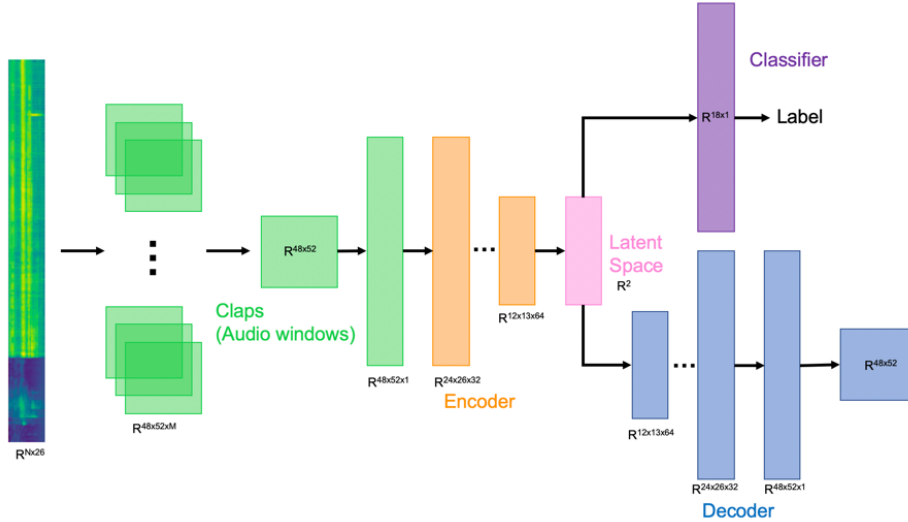 R^Nx26
R^48x52xM
R^48x52
Claps
(Audio windows)
R^48x52x1
R^24x26x32
Encoder
R^12x13x64
Latent
Space
R^2
R^18x1
Classifier
Label
R^12x13x64
R^24x26x32
R^48x52x1
Decoder
R^48x52